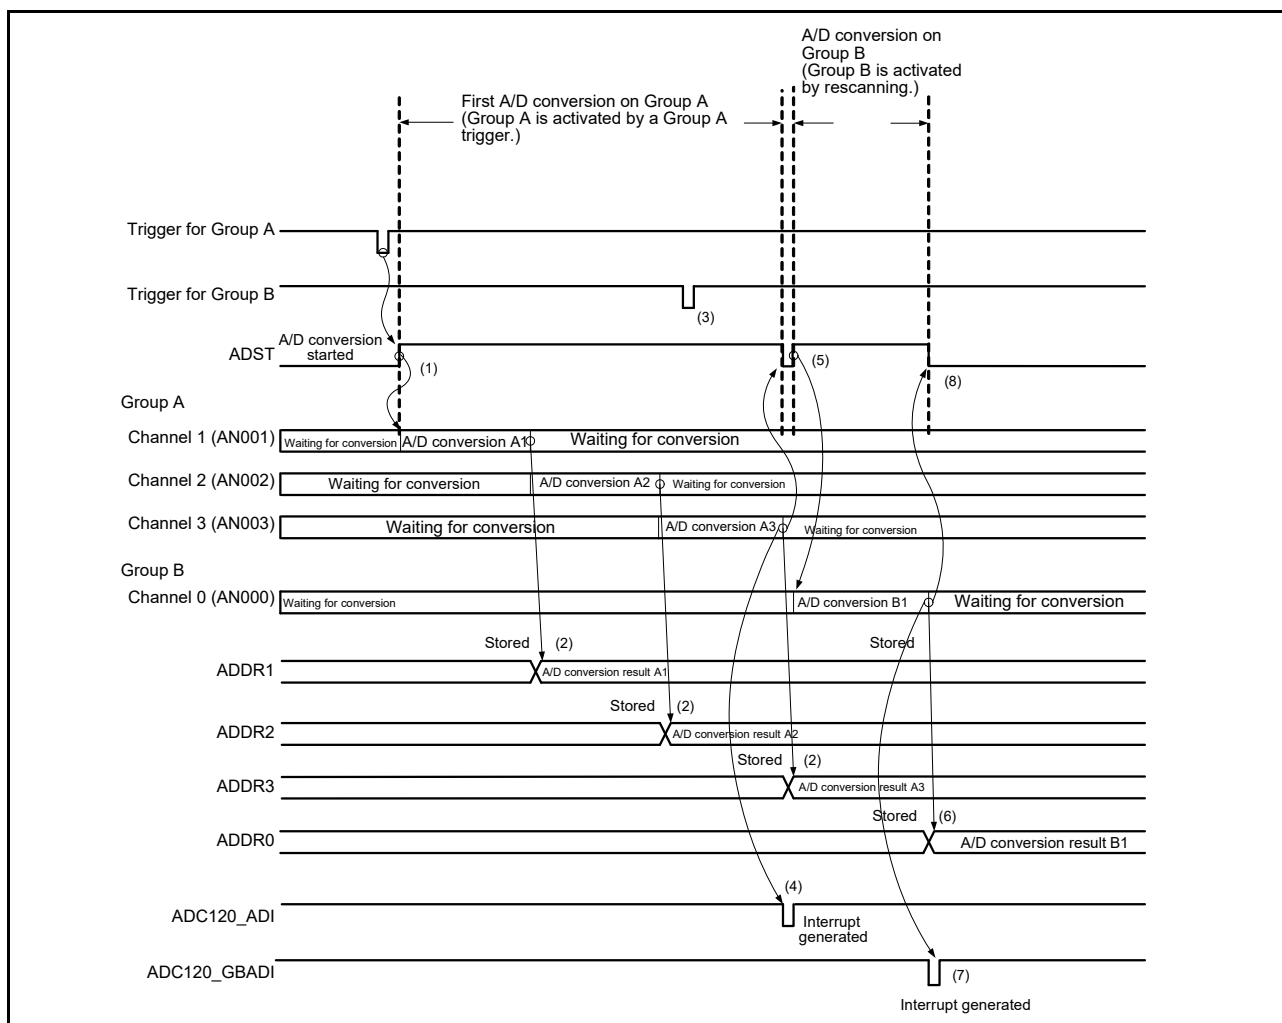 A/D conversion on
Group B
(Group B is activated
by rescanning.)
First A/D conversion on Group A
(Group A is activated by a Group A
trigger.)
Trigger for Group A
Trigger for Group B
(3)
A/D conversion
started
ADST
(1)
(5)
(8)
Group A
Channel 1 (AN001)
Waiting for conversion
A/D conversion A1
Waiting for conversion
Channel 2 (AN002)
Waiting for conversion
A/D conversion A2
Waiting for conversion
Channel 3 (AN003)
Waiting for conversion
A/D conversion A3
Waiting for conversion
Group B
Channel 0 (AN000)
Waiting for conversion
A/D conversion B1
Waiting for conversion
Stored
(2)
Stored
ADDR1
A/D conversion result A1
Stored
(2)
ADDR2
A/D conversion result A2
Stored
(2)
ADDR3
A/D conversion result A3
Stored
(6)
ADDR0
A/D conversion result B1
(4)
ADC120_ADI
Interrupt
generated
ADC120_GBADI
(7)
Interrupt generated